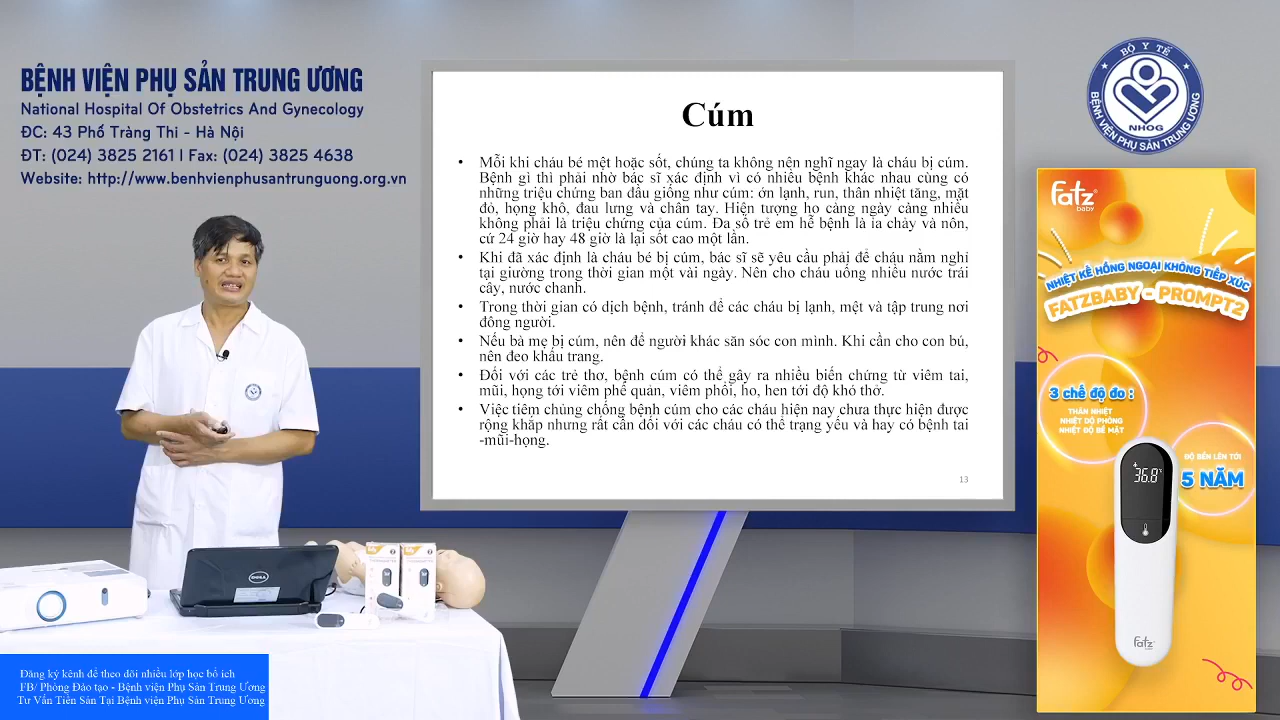 BỆNH VIỆN PHỤ SẢN TRUNG ƯƠNG
National Hospital Of Obstetrics And Gynecology
ĐC: 43 Phố Tràng Thi - Hà Nội
ĐT: (024) 3825 2161 | Fax: (024) 3825 4638
Website: http://www.benhvienphusantrunguong.org.vn
Cúm
• Mỗi khi cháu bé mệt hoặc sốt, chúng ta không nên nghĩ ngay là cháu bị cúm.
Bệnh gì thì phải nhờ bác sĩ xác định vì có nhiều bệnh khác nhau cùng có
những triệu chứng ban đầu giống như cúm: ớn lạnh, run, thân nhiệt tăng, mặt
đỏ, họng khô, đau lưng và chân tay. Hiện tượng ho càng ngày càng nhiều
không phải là triệu chứng của cúm. Đa số trẻ em hễ bệnh là ỉa chảy và nôn,
cứ 24 giờ hay 48 giờ là lại sốt cao một lần.
• Khi đã xác định là cháu bé bị cúm, bác sĩ sẽ yêu cầu phải để cháu nằm nghỉ
tại giường trong thời gian một vài ngày. Nên cho cháu uống nhiều nước trái
cây, nước chanh.
• Trong thời gian có dịch bệnh, tránh để các cháu bị lạnh, mệt và tập trung nơi
đông người.
• Nếu bà mẹ bị cúm, nên để người khác săn sóc con mình. Khi cần cho con bú,
nên đeo khẩu trang.
• Đối với các trẻ thơ, bệnh cúm có thể gây ra nhiều biến chứng từ viêm tai,
mũi, họng tới viêm phế quản, viêm phổi, ho, hen tới độ khó thở.
• Việc tiêm chủng chống bệnh cúm cho các cháu hiện nay chưa thực hiện được
rộng khắp nhưng rất cần đối với các cháu có thể trạng yếu và hay có bệnh tai
-mũi-họng.
13
BỘ Y TẾ
NHOG
BỆNH VIỆN PHỤ SẢN TRUNG ƯƠNG
fatz
baby
NHIỆT KẾ HỒNG NGOẠI KHÔNG TIẾP XÚC
FATZBABY - PROMPT2
3 chế độ đo :
THÂN NHIỆT
NHIỆT ĐỘ PHÒNG
NHIỆT ĐỘ BỀ MẶT
ĐỘ BỀN LÊN TỚI
5 NĂM
36.8
fatz
DELL
Đăng ký kênh để theo dõi nhiều lớp học bổ ích
FB/ Phòng Đào tạo - Bệnh viện Phụ Sản Trung Ương
Tư Vấn Tiền Sản Tại Bệnh viện Phụ Sản Trung Ương